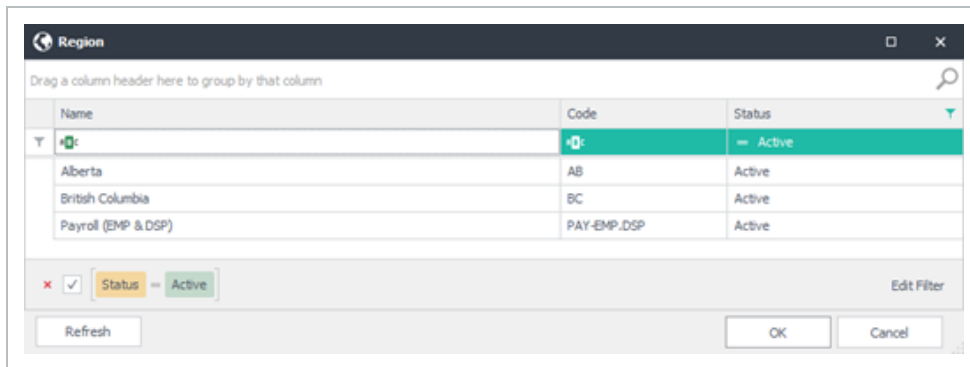 Region
Drag a column header here to group by that column
Name Code Status
= Active
Alberta AB Active
British Columbia BC Active
Payroll (EMP & DSP) PAY-EMP.DSP Active
Status = Active Edit Filter
Refresh OK Cancel